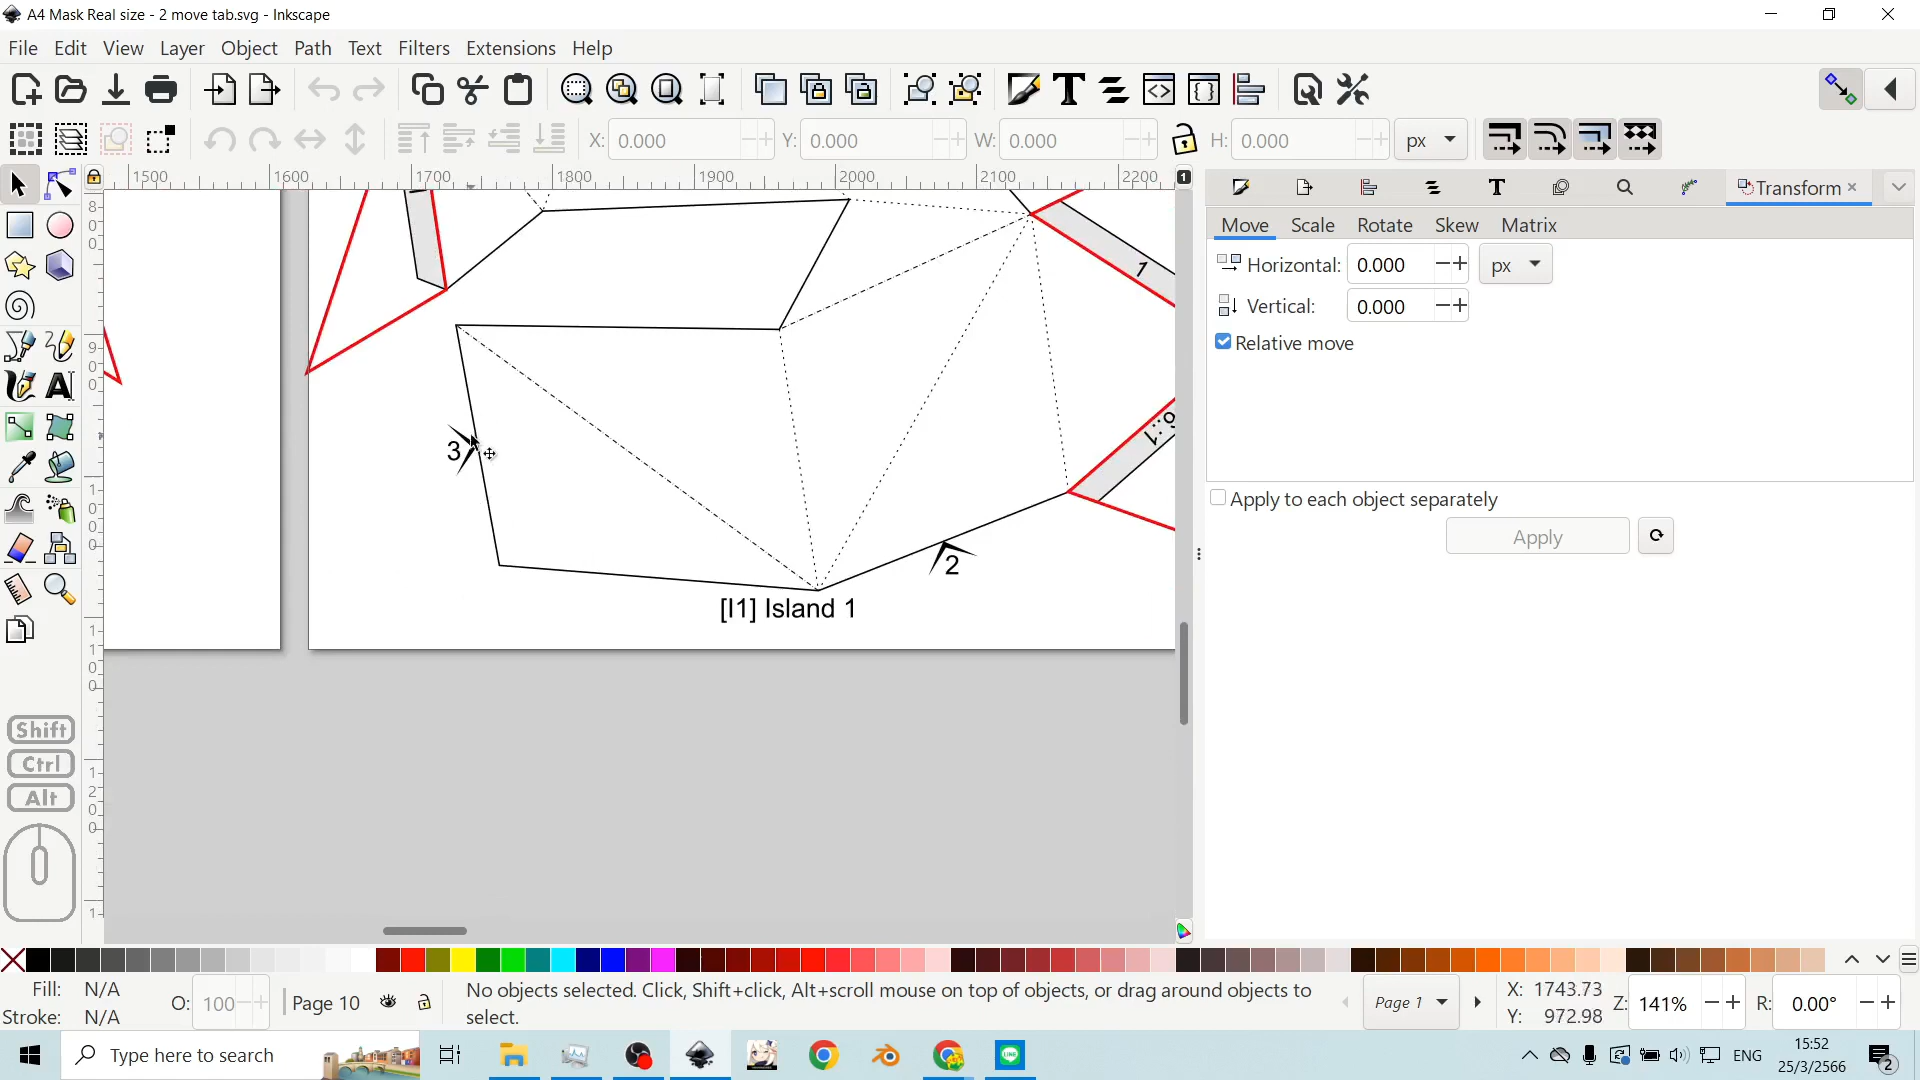 A4 Mask Real size - 2 move tab.svg - Inkscape
File Edit View Layer Object Path Text Filters Extensions Help
X: 0.000 Y: 0.000 W: 0.000 H: 0.000 px
1500 1600 1700 1800 1900 2000 2100 2200
1
Transform
Move Scale Rotate Skew Matrix
Horizontal: 0.000 px
Vertical: 0.000
Relative move
Apply to each object separately
Apply
1
6:1
3
2
[I1] Island 1
Shift
Ctrl
Alt
Fill: N/A
Stroke: N/A
O: 100
Page 10
No objects selected. Click, Shift+click, Alt+scroll mouse on top of objects, or drag around objects to
select.
Page 1
X: 1743.73
Y: 972.98
Z: 141%
R: 0.00°
Type here to search
LINE
ENG
15:52
25/3/2566
2